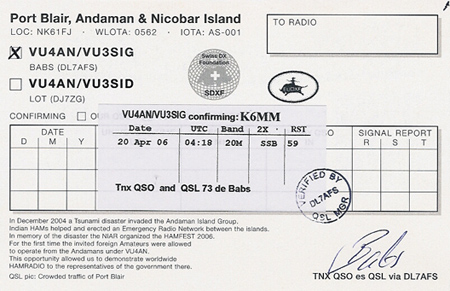 Port Blair, Andaman & Nicobar Island
LOC: NK61FJ / WLOTA: 0562 / IOTA: AS-001
TO RADIO
X VU4AN/VU3SIG
BABS (DL7AFS)
VU4AN/VU3SID
LOT (DJ7ZG)
Swiss DX
Foundation
SDXF
CONFIRMING
VU4AN/VU3SIG confirming: K6MM
Date UTC Band 2X RST
20 Apr 06 04:18 20M SSB 59
Tnx QSO and QSL 73 de Babs
DATE
D M Y
SO SIGNAL REPORT
R S T
VERIFIED BY
DL7AFS
QSL MGR
In December 2004 a Tsunami disaster invaded the Andaman Island Group.
Indian HAMs helped and erected an Emergency Radio Network between the islands.
In memory of the disaster the NIAR organized the HAMFEST 2006.
For the first time the invited foreign Amateurs were allowed
to operate from the Andamans under VU4AN.
This opportunity allowed us to demonstrate worldwide
HAMRADIO to the representatives of the government there.
QSL pic: Crowded traffic of Port Blair
Babs
TNX QSO es QSL via DL7AFS